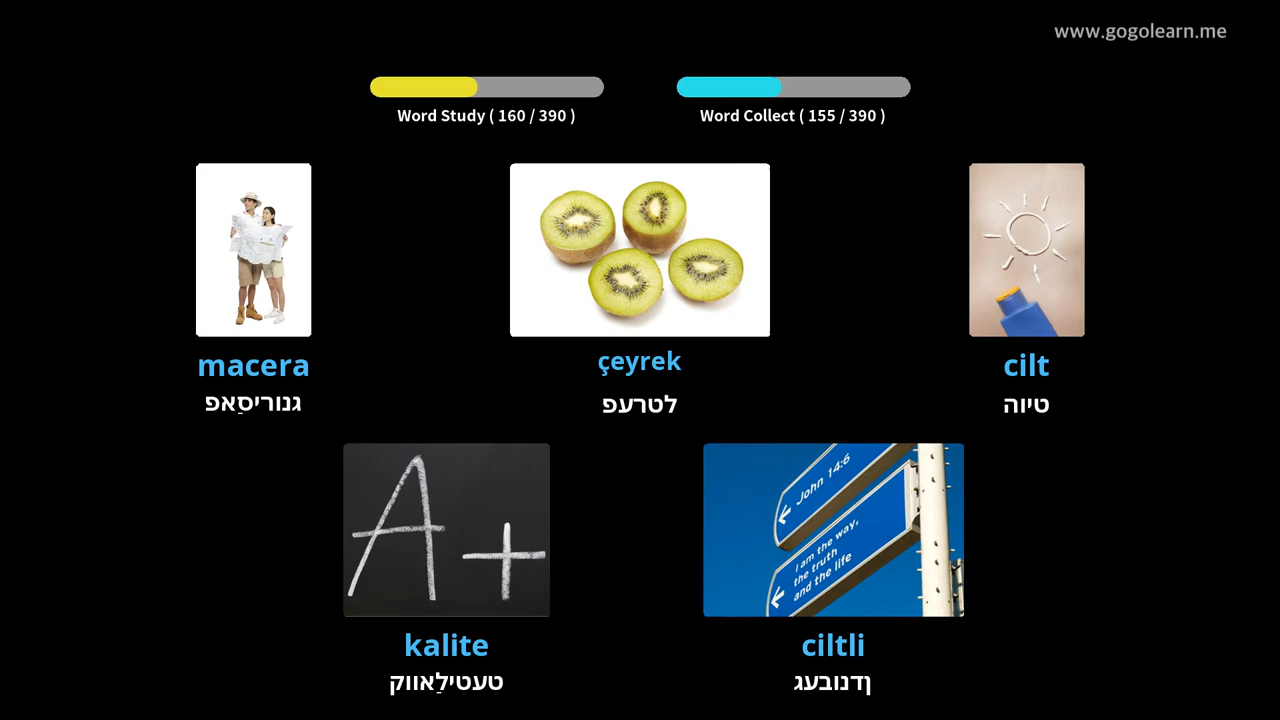 www.gogolearn.me
Word Study ( 160 / 390 )
Word Collect ( 155 / 390 )
macera
גנוריסַאפ
çeyrek
לטרעפ
cilt
טיוה
A+
John 14:6
I am the way,
the truth
and the life
kalite
טעטילַאווק
ciltli
ןדנובעג